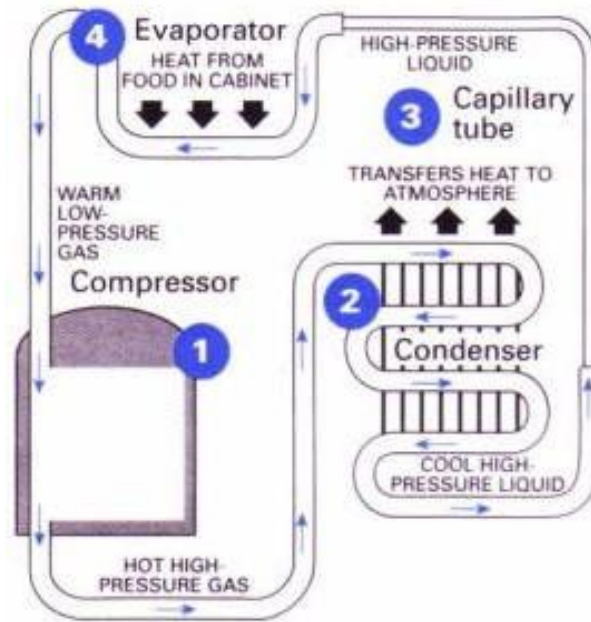 4 Evaporator
HEAT FROM
FOOD IN CABINET
HIGH-PRESSURE
LIQUID
3 Capillary
tube
TRANSFERS HEAT TO
ATMOSPHERE
WARM
LOW-
PRESSURE
GAS
Compressor
1
2
Condenser
COOL HIGH-
PRESSURE LIQUID
HOT HIGH-
PRESSURE GAS